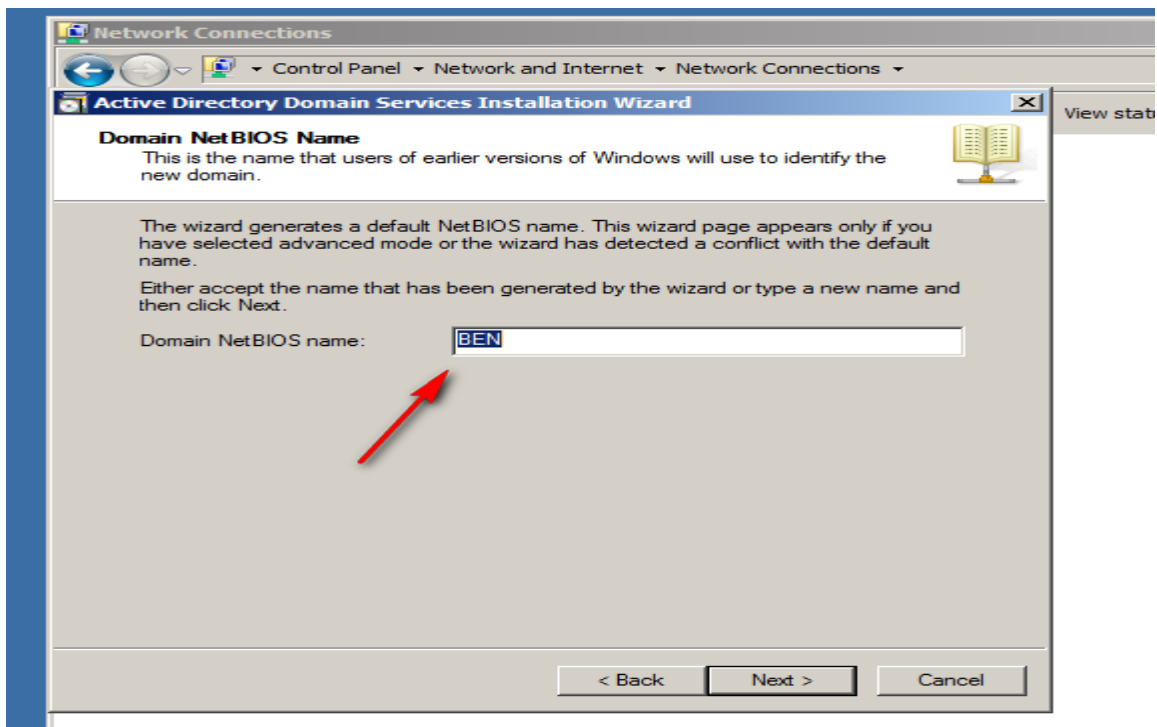 Network Connections
Control Panel Network and Internet Network Connections
Active Directory Domain Services Installation Wizard
View
Domain NetBIOS Name
This is the name that users of earlier versions of Windows will use to identify the
new domain.
The wizard generates a default NetBIOS name. This wizard page appears only if you
have selected advanced mode or the wizard has detected a conflict with the default
name.
Either accept the name that has been generated by the wizard or type a new name and
then click Next.
Domain NetBIOS name: BEN
< Back Next > Cancel